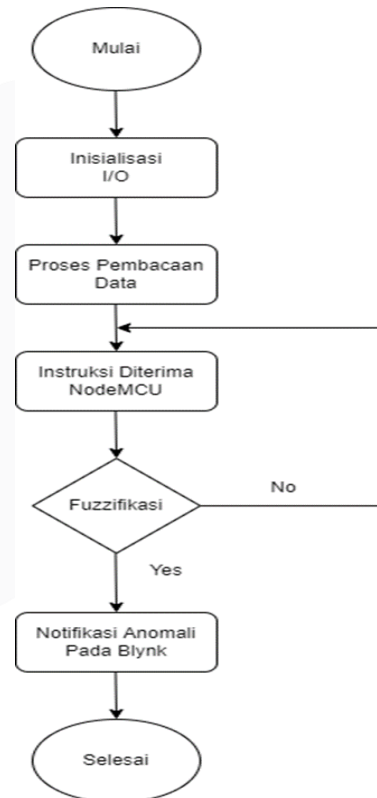 Mulai
Inisialisasi
I/O
Proses Pembacaan
Data
Instruksi Diterima
NodeMCU
Fuzzifikasi
No
Yes
Notifikasi Anomali
Pada Blynk
Selesai